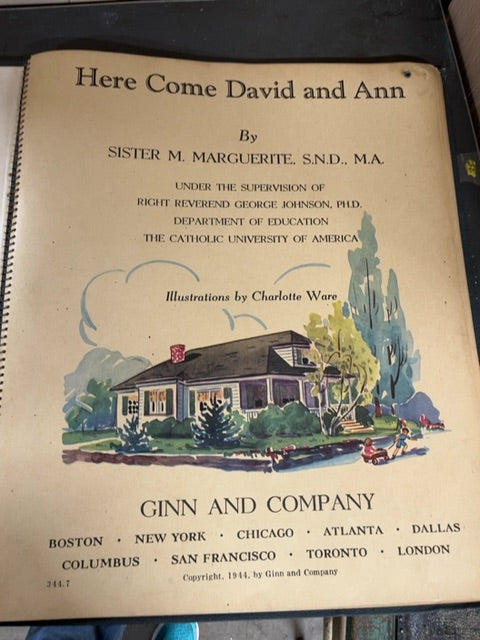 Here Come David and Ann
By
SISTER M. MARGUERITE, S.N.D., M.A.
UNDER THE SUPERVISION OF
RIGHT REVEREND GEORGE JOHNSON, PH.D.
DEPARTMENT OF EDUCATION
THE CATHOLIC UNIVERSITY OF AMERICA
Illustrations by Charlotte Ware
GINN AND COMPANY
BOSTON · NEW YORK · CHICAGO · ATLANTA · DALLAS
COLUMBUS · SAN FRANCISCO · TORONTO · LONDON
Copyright, 1944, by Ginn and Company
344.7